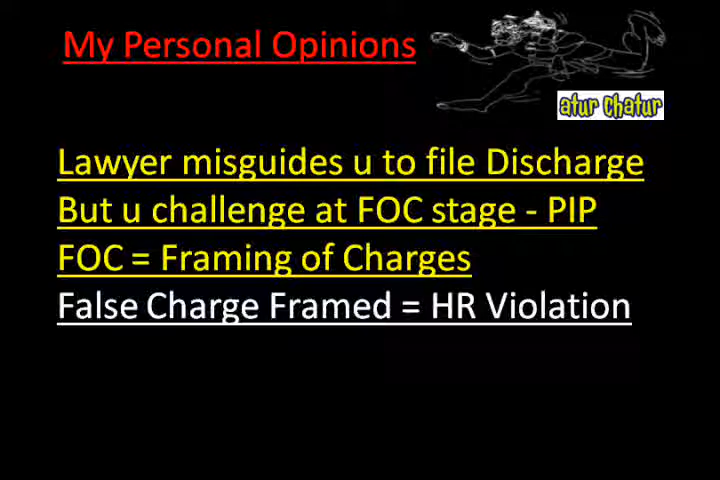 My Personal Opinions
atur chatur
Lawyer misguides u to file Discharge
But u challenge at FOC stage - PIP
FOC = Framing of Charges
False Charge Framed = HR Violation